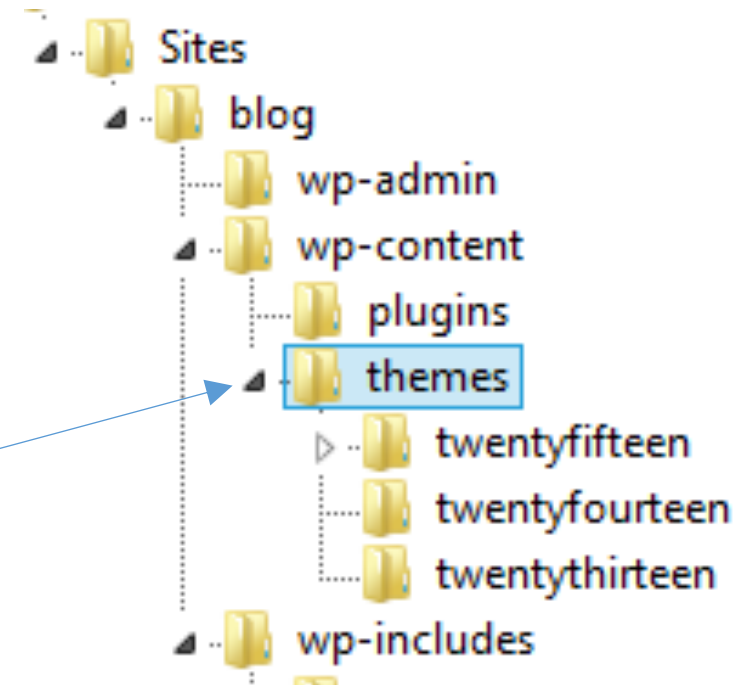 Sites
blog
wp-admin
wp-content
plugins
themes
twentyfifteen
twentyfourteen
twentythirteen
wp-includes